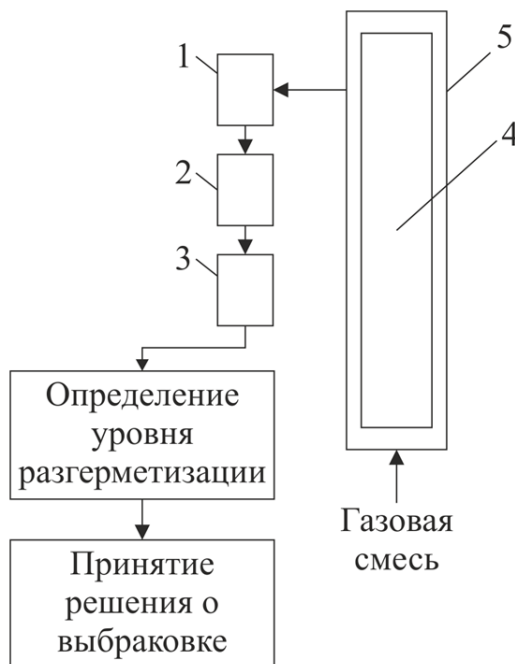 1
5
2
4
3
Определение
уровня
разгерметизации
Газовая
смесь
Принятие
решения о
выбраковке